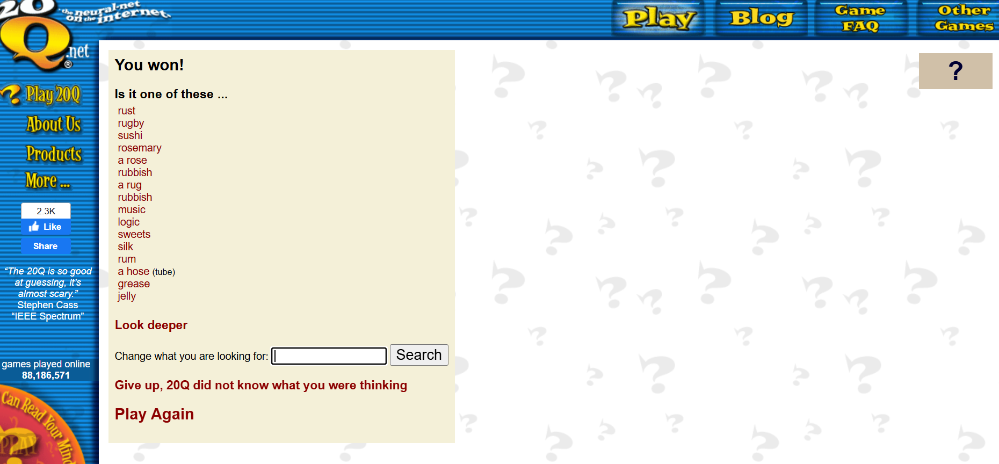 20Q.net®
the neural-net
on the internet.
Play
Blog
Game
FAQ
Other
Games
Play 20Q
About Us
Products
More ...
2.3K
Like
Share
“The 20Q is so good
at guessing, it’s
almost scary.”
Stephen Cass
“IEEE Spectrum”
games played online
88,186,571
Can Read Your Mind
PLAY
You won!
Is it one of these ...
rust
rugby
sushi
rosemary
a rose
rubbish
a rug
rubbish
music
logic
sweets
silk
rum
a hose (tube)
grease
jelly
Look deeper
Change what you are looking for:
Search
Give up, 20Q did not know what you were thinking
Play Again
?